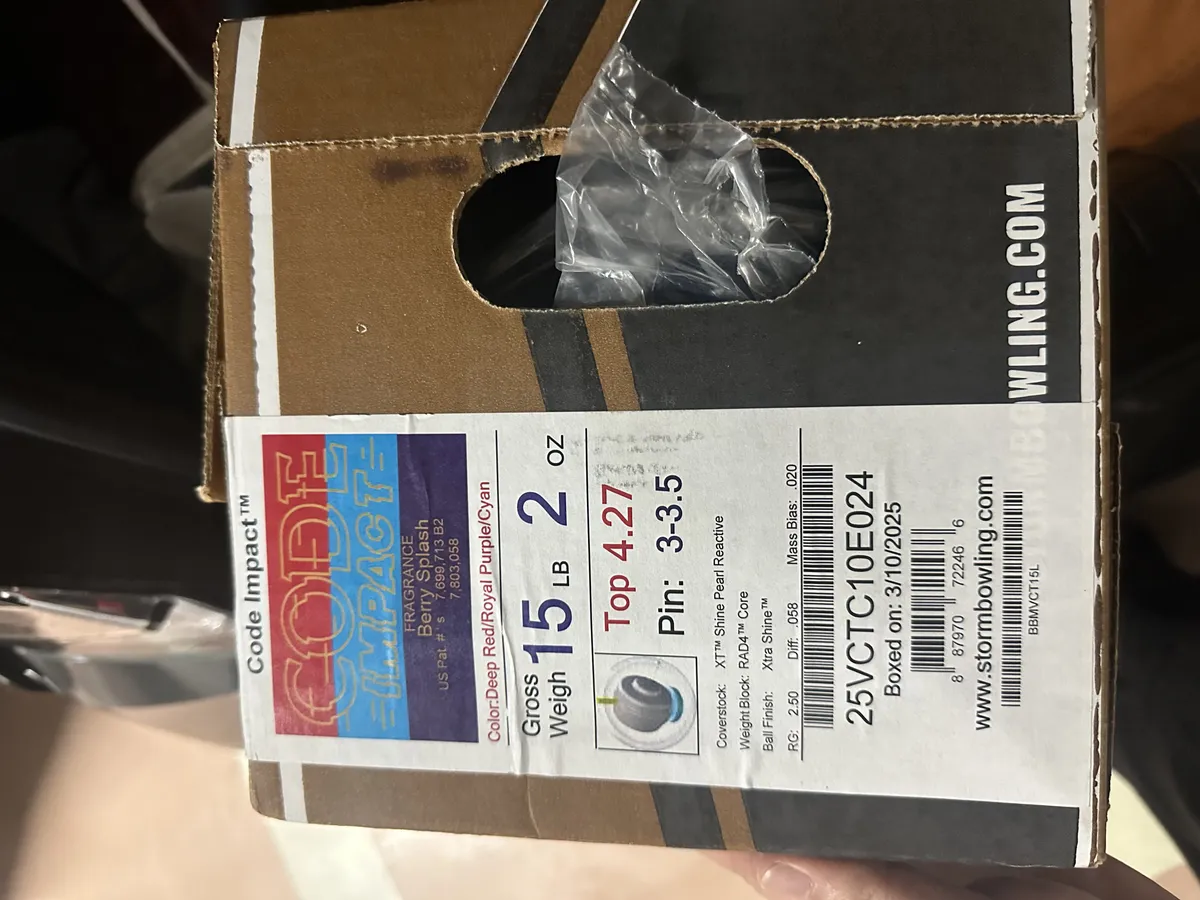 Code Impact™
CODE
IMPACT
FRAGRANCE
Berry Splash
US Pat #'s 7,699,713 B2
7,803,058
Color:Deep Red/Royal Purple/Cyan
Gross
Weigh 15 LB 2 OZ
Top 4.27
Pin: 3-3.5
Coverstock: XT™ Shine Pearl Reactive
Weight Block: RAD4™ Core
Ball Finish: Xtra Shine™
RG: 2.50 Diff: .058 Mass Bias: .020
25VCTC10E024
Boxed on: 3/10/2025
8 87970 72246 6
www.stormbowling.com
BBMVCT15L
OWLING.COM